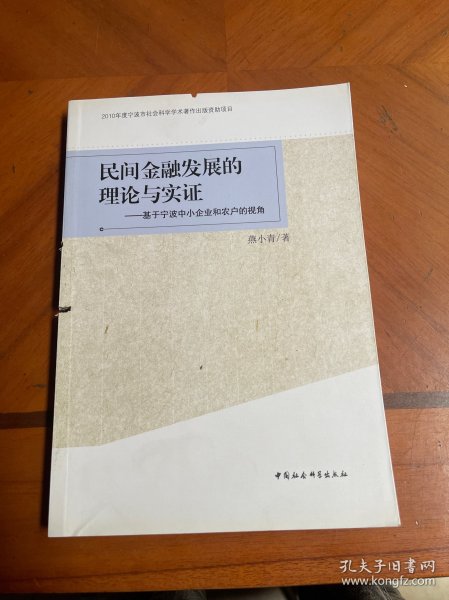 2010年度宁波市社会科学学术著作出版资助项目
民间金融发展的
理论与实证
——基于宁波中小企业和农户的视角
燕小青/著
中国社会科学出版社
孔夫子旧书网
www.kongfz.com